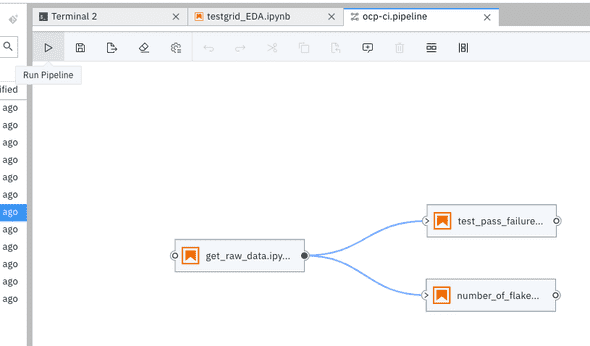 Terminal 2
testgrid_EDA.ipynb
ocp-ci.pipeline
Run Pipeline
ified
ago
ago
ago
ago
ago
ago
ago
ago
ago
ago
ago
ago
test_pass_failure...
get_raw_data.ipy...
number_of_flake...